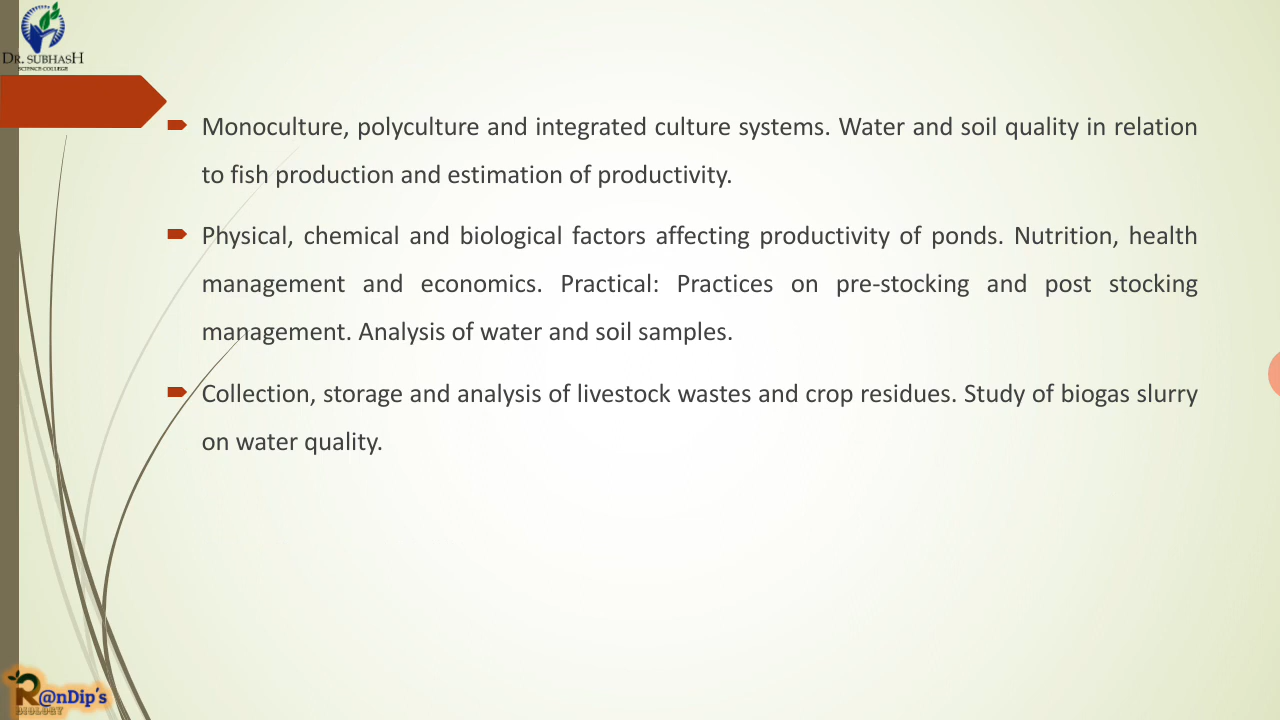 DR. SUBHASH
SCIENCE COLLEGE
Monoculture, polyculture and integrated culture systems. Water and soil quality in relation
to fish production and estimation of productivity.
Physical, chemical and biological factors affecting productivity of ponds. Nutrition, health
management and economics. Practical: Practices on pre-stocking and post stocking
management. Analysis of water and soil samples.
Collection, storage and analysis of livestock wastes and crop residues. Study of biogas slurry
on water quality.
R@nDip's
BIOLOGY